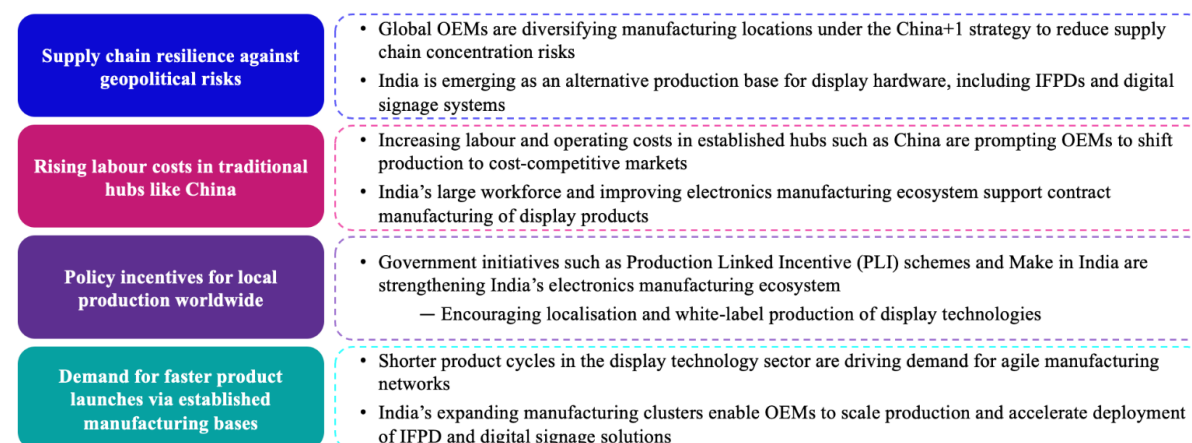 Supply chain resilience against
geopolitical risks
• Global OEMs are diversifying manufacturing locations under the China+1 strategy to reduce supply
chain concentration risks
• India is emerging as an alternative production base for display hardware, including IFPDs and digital
signage systems
Rising labour costs in traditional
hubs like China
• Increasing labour and operating costs in established hubs such as China are prompting OEMs to shift
production to cost-competitive markets
• India’s large workforce and improving electronics manufacturing ecosystem support contract
manufacturing of display products
Policy incentives for local
production worldwide
• Government initiatives such as Production Linked Incentive (PLI) schemes and Make in India are
strengthening India’s electronics manufacturing ecosystem
— Encouraging localisation and white-label production of display technologies
Demand for faster product
launches via established
manufacturing bases
• Shorter product cycles in the display technology sector are driving demand for agile manufacturing
networks
• India’s expanding manufacturing clusters enable OEMs to scale production and accelerate deployment
of IFPD and digital signage solutions